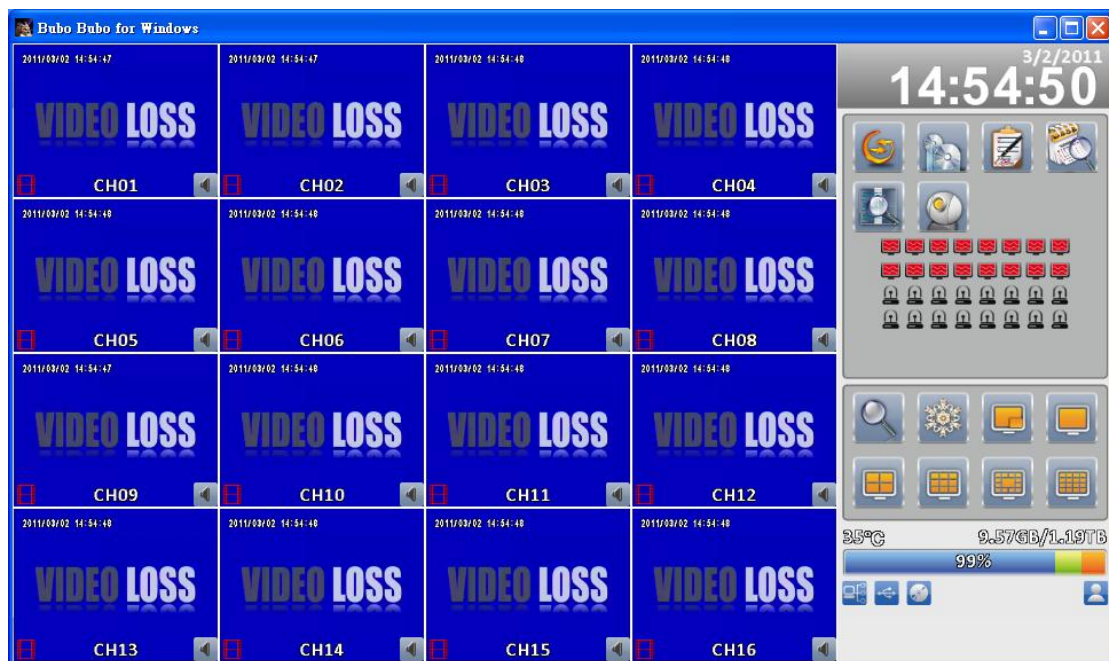 Bubo Bubo for Windows
2011/03/02 14:54:47
2011/03/02 14:54:47
2011/03/02 14:54:48
2011/03/02 14:54:48
3/2/2011
14:54:50
VIDEO LOSS
VIDEO LOSS
VIDEO LOSS
VIDEO LOSS
CH01
CH02
CH03
CH04
2011/03/02 14:54:48
2011/03/02 14:54:48
2011/03/02 14:54:48
2011/03/02 14:54:48
VIDEO LOSS
VIDEO LOSS
VIDEO LOSS
VIDEO LOSS
CH05
CH06
CH07
CH08
2011/03/02 14:54:47
2011/03/02 14:54:48
2011/03/02 14:54:48
2011/03/02 14:54:48
VIDEO LOSS
VIDEO LOSS
VIDEO LOSS
VIDEO LOSS
CH09
CH10
CH11
CH12
2011/03/02 14:54:48
2011/03/02 14:54:48
2011/03/02 14:54:48
2011/03/02 14:54:48
35°C
9.57GB/1.19TB
99%
VIDEO LOSS
VIDEO LOSS
VIDEO LOSS
VIDEO LOSS
CH13
CH14
CH15
CH16